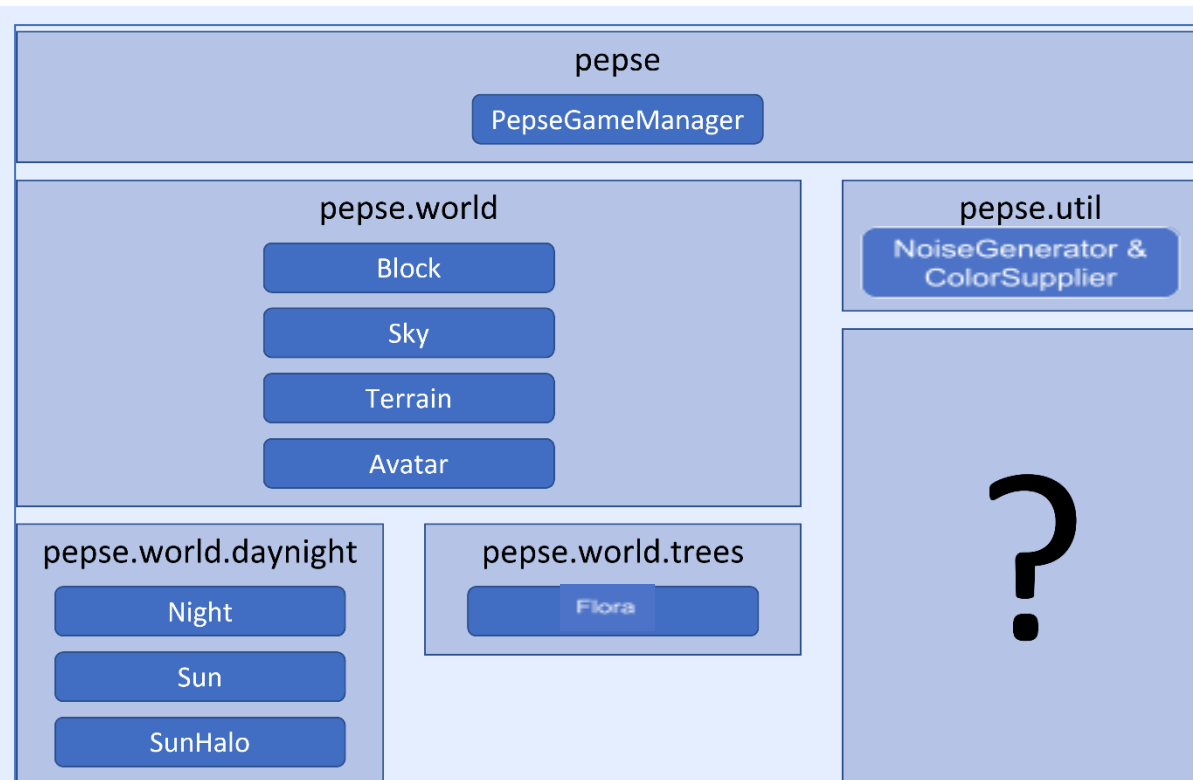 pepse
PepseGameManager
pepse.world
Block
Sky
Terrain
Avatar
pepse.util
NoiseGenerator &
ColorSupplier
?
pepse.world.daynight
Night
Sun
SunHalo
pepse.world.trees
Flora